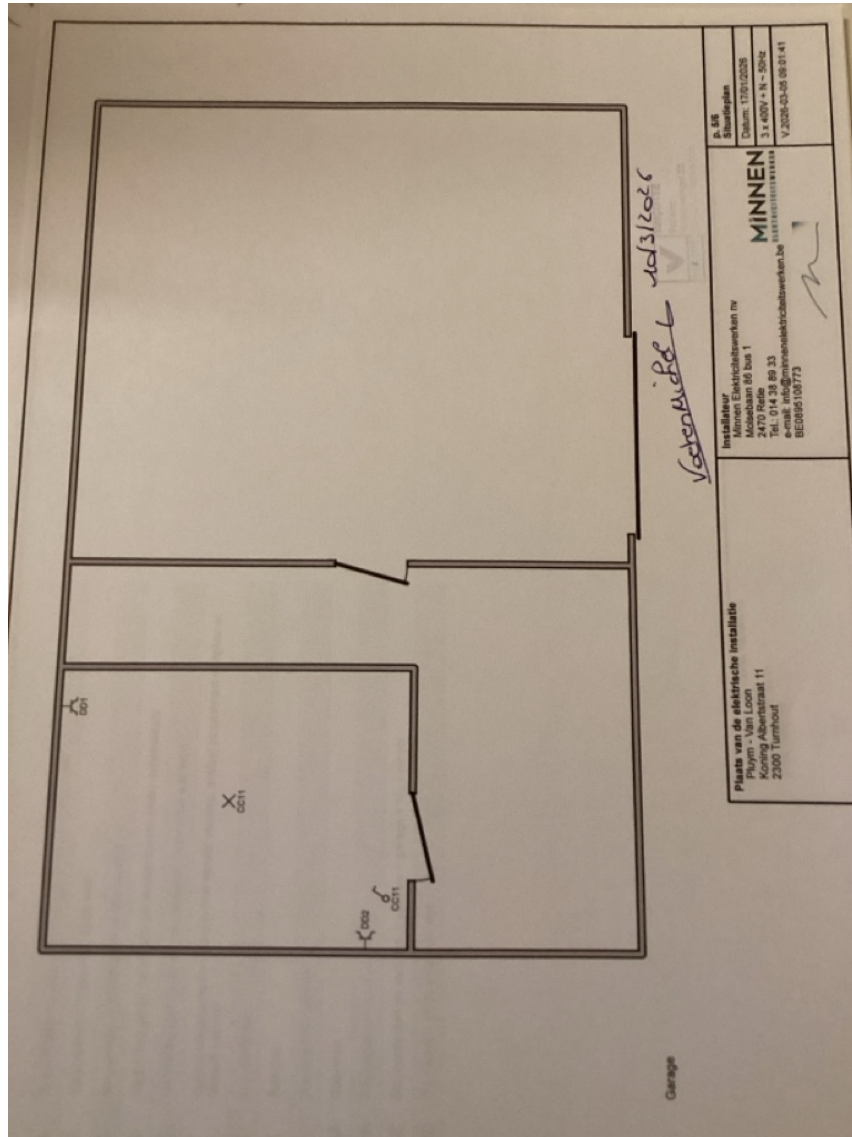 DD1
CC11
DD2
CC11
Garage
10/3/2026
Plaats van de elektrische installatie
Pluym - Van Loon
Koning Albertstraat 11
2300 Turnhout
Installateur
Minnen Elektriciteitswerken nv
Molsebaan 86 bus 1
2470 Retie
Tel.: 014 38 89 33
e-mail: info@minnenelektriciteitswerken.be
BE0895108773
MINNEN
ELEKTRICITEITSWERKEN
p. 5/6
Situatieplan
Datum: 17/01/2026
3 x 400V + N ~ 50Hz
V.2026-03-05 09:01:41